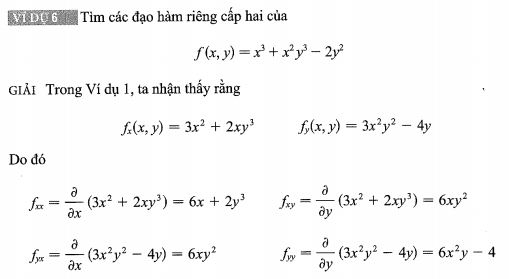 VÍ DỤ 6 Tìm các đạo hàm riêng cấp hai của
f(x, y) = x³ + x²y³ − 2y²
GIẢI Trong Ví dụ 1, ta nhận thấy rằng
fₓ(x, y) = 3x² + 2xy³ f_y(x, y) = 3x²y² − 4y
Do đó
fₓₓ = ∂/∂x (3x² + 2xy³) = 6x + 2y³ f_xy = ∂/∂y (3x² + 2xy³) = 6xy²
f_yx = ∂/∂x (3x²y² − 4y) = 6xy² f_yy = ∂/∂y (3x²y² − 4y) = 6x²y − 4